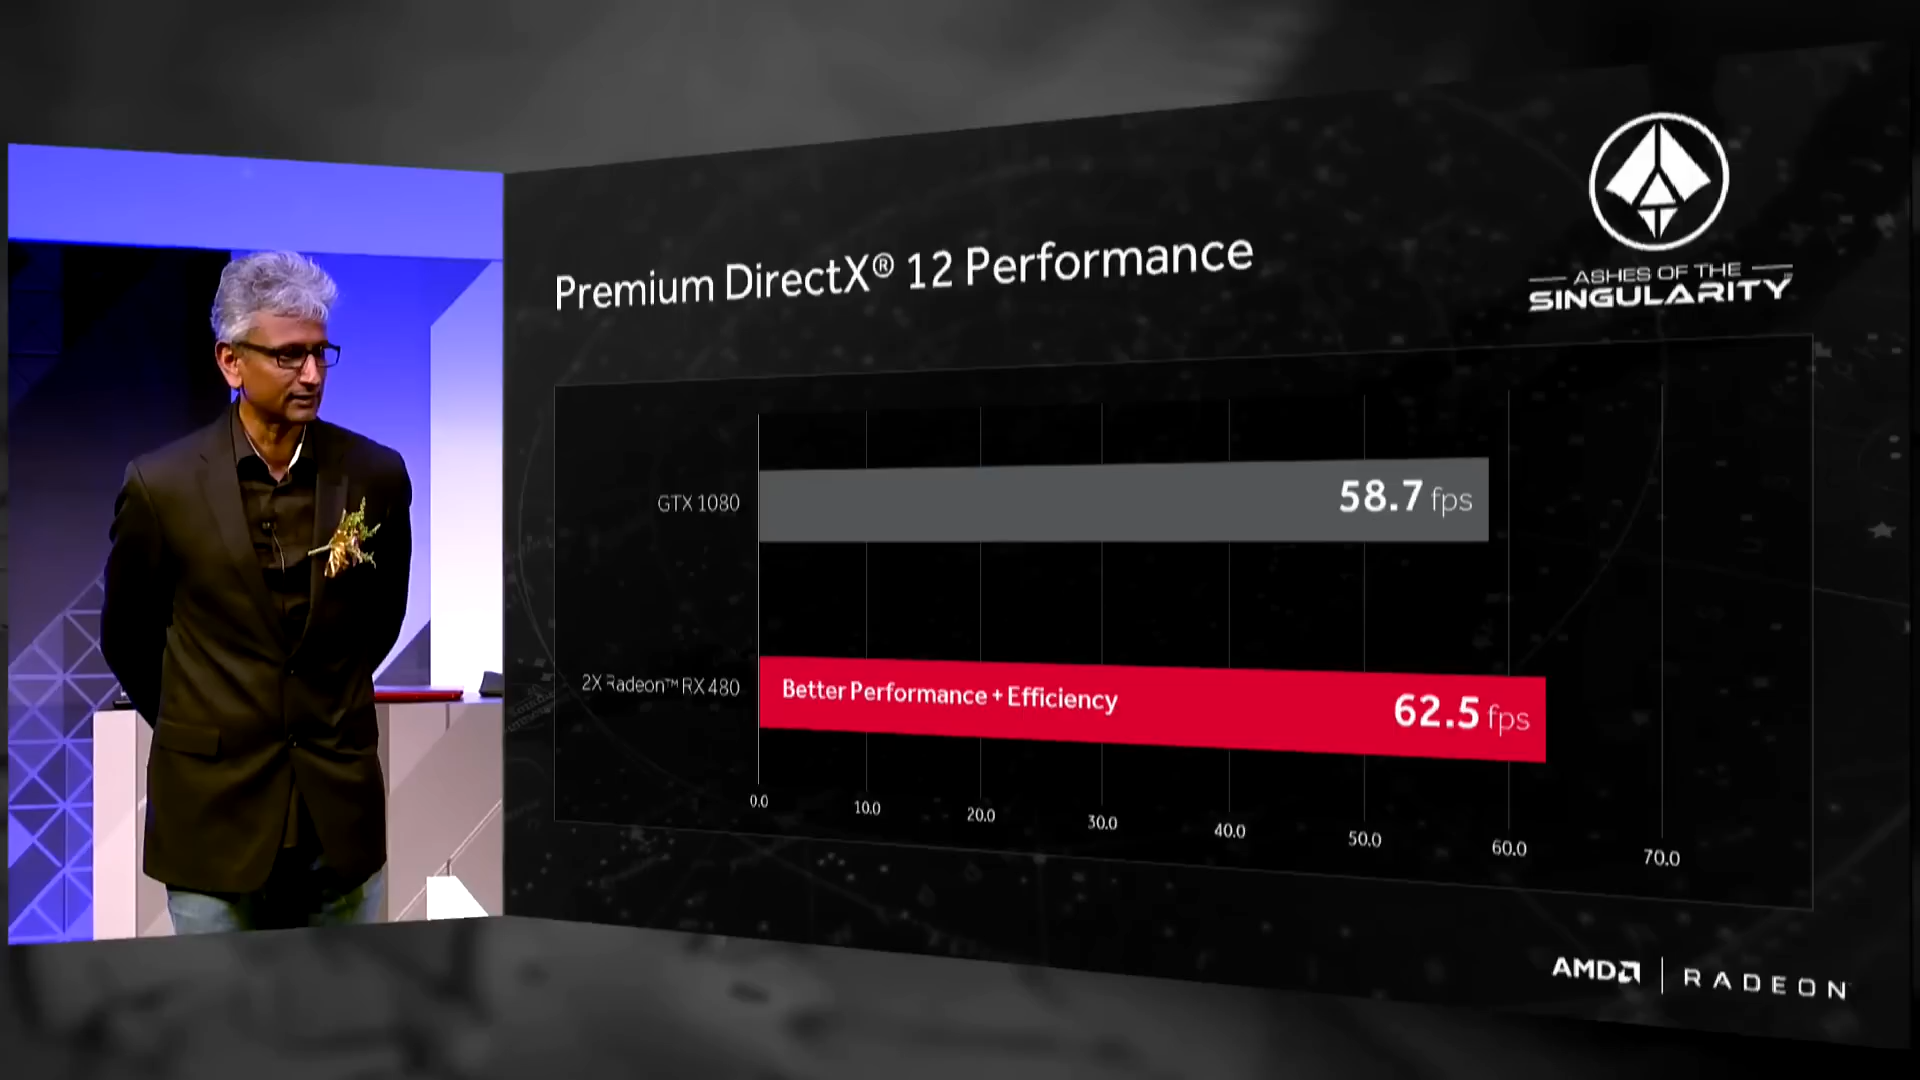 Premium DirectX® 12 Performance
ASHES OF THE
SINGULARITY
GTX 1080
58.7 fps
2X Radeon™ RX 480
Better Performance + Efficiency
62.5 fps
0.0 10.0 20.0 30.0 40.0 50.0 60.0 70.0
AMD RADEON